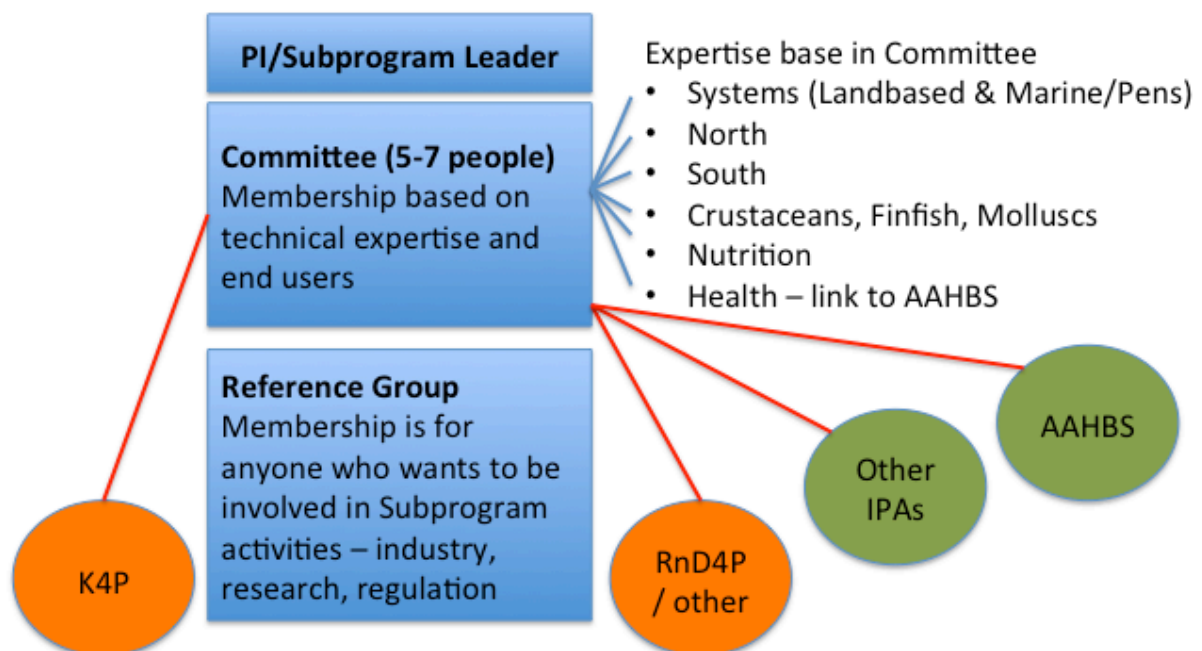 PI/Subprogram Leader
Committee (5-7 people)
Membership based on
technical expertise and
end users
Expertise base in Committee
• Systems (Landbased & Marine/Pens)
• North
• South
• Crustaceans, Finfish, Molluscs
• Nutrition
• Health – link to AAHBS
Reference Group
Membership is for
anyone who wants to be
involved in Subprogram
activities – industry,
research, regulation
K4P
RnD4P
/ other
Other
IPAs
AAHBS